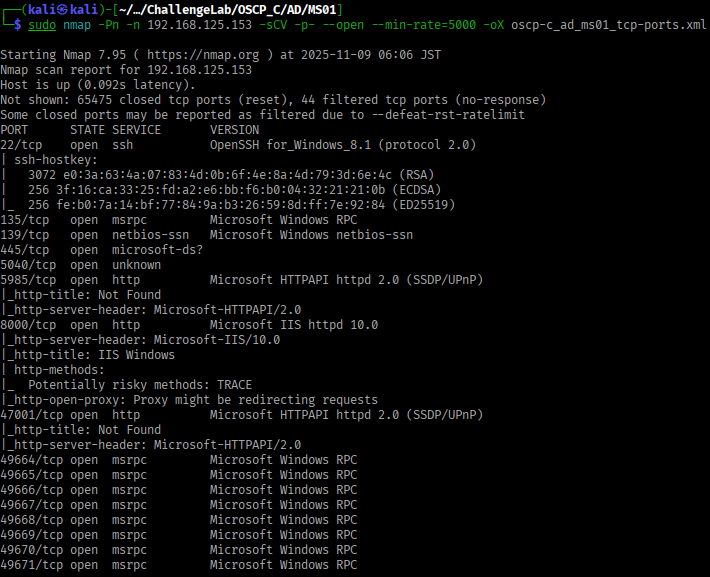 ┌──(kali㉿kali)-[~/…/ChallengeLab/OSCP_C/AD/MS01]
└─$ sudo nmap -Pn -n 192.168.125.153 -sCV -p- --open --min-rate=5000 -oX oscp-c_ad_ms01_tcp-ports.xml
Starting Nmap 7.95 ( https://nmap.org ) at 2025-11-09 06:06 JST
Nmap scan report for 192.168.125.153
Host is up (0.092s latency).
Not shown: 65475 closed tcp ports (reset), 44 filtered tcp ports (no-response)
Some closed ports may be reported as filtered due to --defeat-rst-ratelimit
PORT      STATE SERVICE       VERSION
22/tcp    open  ssh           OpenSSH for_Windows_8.1 (protocol 2.0)
| ssh-hostkey:
|   3072 e0:3a:63:4a:07:83:4d:0b:6f:4e:8a:4d:79:3d:6e:4c (RSA)
|   256 3f:16:ca:33:25:fd:a2:e6:bb:f6:b0:04:32:21:21:0b (ECDSA)
|_  256 fe:b0:7a:14:bf:77:84:9a:b3:26:59:8d:ff:7e:92:84 (ED25519)
135/tcp   open  msrpc         Microsoft Windows RPC
139/tcp   open  netbios-ssn   Microsoft Windows netbios-ssn
445/tcp   open  microsoft-ds?
5040/tcp  open  unknown
5985/tcp  open  http          Microsoft HTTPAPI httpd 2.0 (SSDP/UPnP)
|_http-title: Not Found
|_http-server-header: Microsoft-HTTPAPI/2.0
8000/tcp  open  http          Microsoft IIS httpd 10.0
|_http-server-header: Microsoft-IIS/10.0
|_http-title: IIS Windows
| http-methods:
|_  Potentially risky methods: TRACE
|_http-open-proxy: Proxy might be redirecting requests
47001/tcp open  http          Microsoft HTTPAPI httpd 2.0 (SSDP/UPnP)
|_http-title: Not Found
|_http-server-header: Microsoft-HTTPAPI/2.0
49664/tcp open  msrpc         Microsoft Windows RPC
49665/tcp open  msrpc         Microsoft Windows RPC
49666/tcp open  msrpc         Microsoft Windows RPC
49667/tcp open  msrpc         Microsoft Windows RPC
49668/tcp open  msrpc         Microsoft Windows RPC
49669/tcp open  msrpc         Microsoft Windows RPC
49670/tcp open  msrpc         Microsoft Windows RPC
49671/tcp open  msrpc         Microsoft Windows RPC